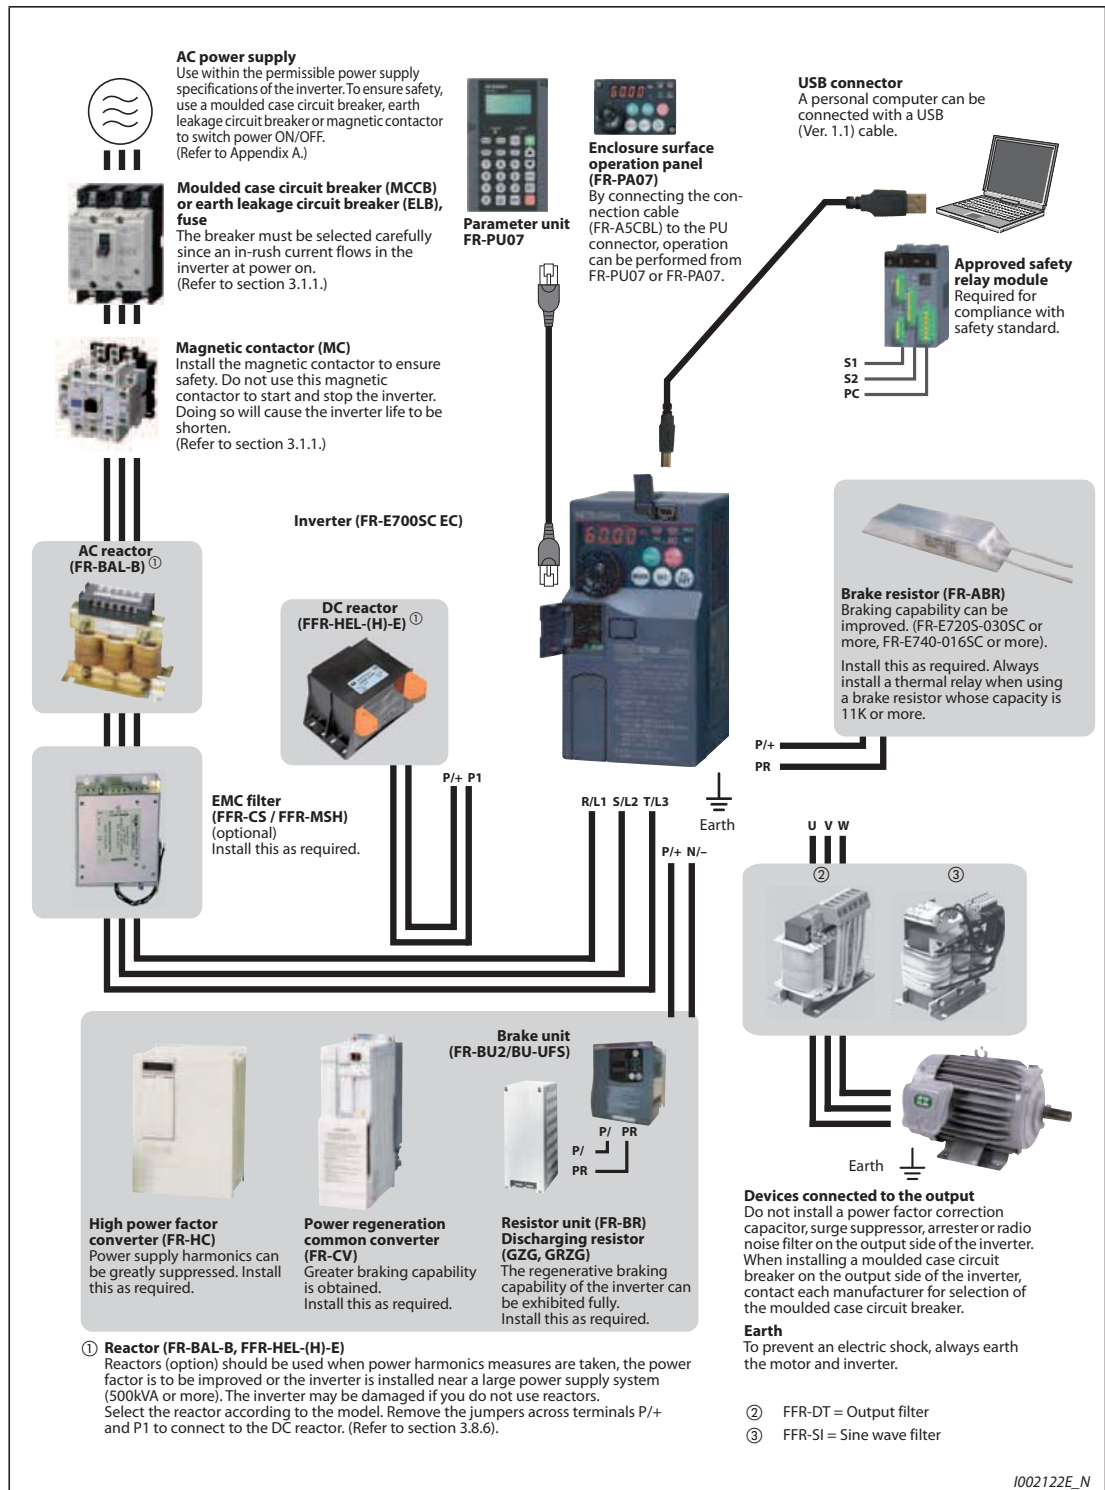 AC power supply
Use within the permissible power supply
specifications of the inverter. To ensure safety,
use a moulded case circuit breaker, earth
leakage circuit breaker or magnetic contactor
to switch power ON/OFF.
(Refer to Appendix A.)
Moulded case circuit breaker (MCCB)
or earth leakage circuit breaker (ELB),
fuse
The breaker must be selected carefully
since an in-rush current flows in the
inverter at power on.
(Refer to section 3.1.1.)
Magnetic contactor (MC)
Install the magnetic contactor to ensure
safety. Do not use this magnetic
contactor to start and stop the inverter.
Doing so will cause the inverter life to be
shorten.
(Refer to section 3.1.1.)
Parameter unit
FR-PU07
Enclosure surface
operation panel
(FR-PA07)
By connecting the con-
nection cable
(FR-A5CBL) to the PU
connector, operation
can be performed from
FR-PU07 or FR-PA07.
USB connector
A personal computer can be
connected with a USB
(Ver. 1.1) cable.
Approved safety
relay module
Required for
compliance with
safety standard.
S1
S2
PC
Inverter (FR-E700SC EC)
60.00
AC reactor
(FR-BAL-B) ①
DC reactor
(FFR-HEL-(H)-E) ①
Brake resistor (FR-ABR)
Braking capability can be
improved. (FR-E720S-030SC or
more, FR-E740-016SC or more).
Install this as required. Always
install a thermal relay when using
a brake resistor whose capacity is
11K or more.
P/+
PR
EMC filter
(FFR-CS / FFR-MSH)
(optional)
Install this as required.
P/+ P1
R/L1 S/L2 T/L3
Earth
P/+ N/–
U V W
② ③
Brake unit
(FR-BU2/BU-UFS)
P/ PR
P/
PR
High power factor
converter (FR-HC)
Power supply harmonics can
be greatly suppressed. Install
this as required.
Power regeneration
common converter
(FR-CV)
Greater braking capability
is obtained.
Install this as required.
Resistor unit (FR-BR)
Discharging resistor
(GZG, GRZG)
The regenerative braking
capability of the inverter can
be exhibited fully.
Install this as required.
Earth
Devices connected to the output
Do not install a power factor correction
capacitor, surge suppressor, arrester or radio
noise filter on the output side of the inverter.
When installing a moulded case circuit
breaker on the output side of the inverter,
contact each manufacturer for selection of
the moulded case circuit breaker.
Earth
To prevent an electric shock, always earth
the motor and inverter.
① Reactor (FR-BAL-B, FFR-HEL-(H)-E)
Reactors (option) should be used when power harmonics measures are taken, the power
factor is to be improved or the inverter is installed near a large power supply system
(500kVA or more). The inverter may be damaged if you do not use reactors.
Select the reactor according to the model. Remove the jumpers across terminals P/+
and P1 to connect to the DC reactor. (Refer to section 3.8.6).
② FFR-DT = Output filter
③ FFR-SI = Sine wave filter
I002122E_N